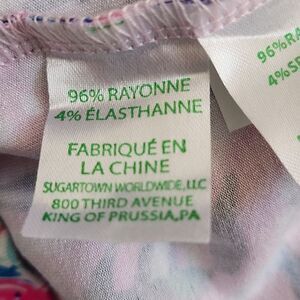 96% RAYONNE
4% ÉLASTHANNE
FABRIQUÉ EN
LA CHINE
SUGARTOWN WORLDWIDE, LLC
800 THIRD AVENUE
KING OF PRUSSIA, PA
96% RA
4% SP